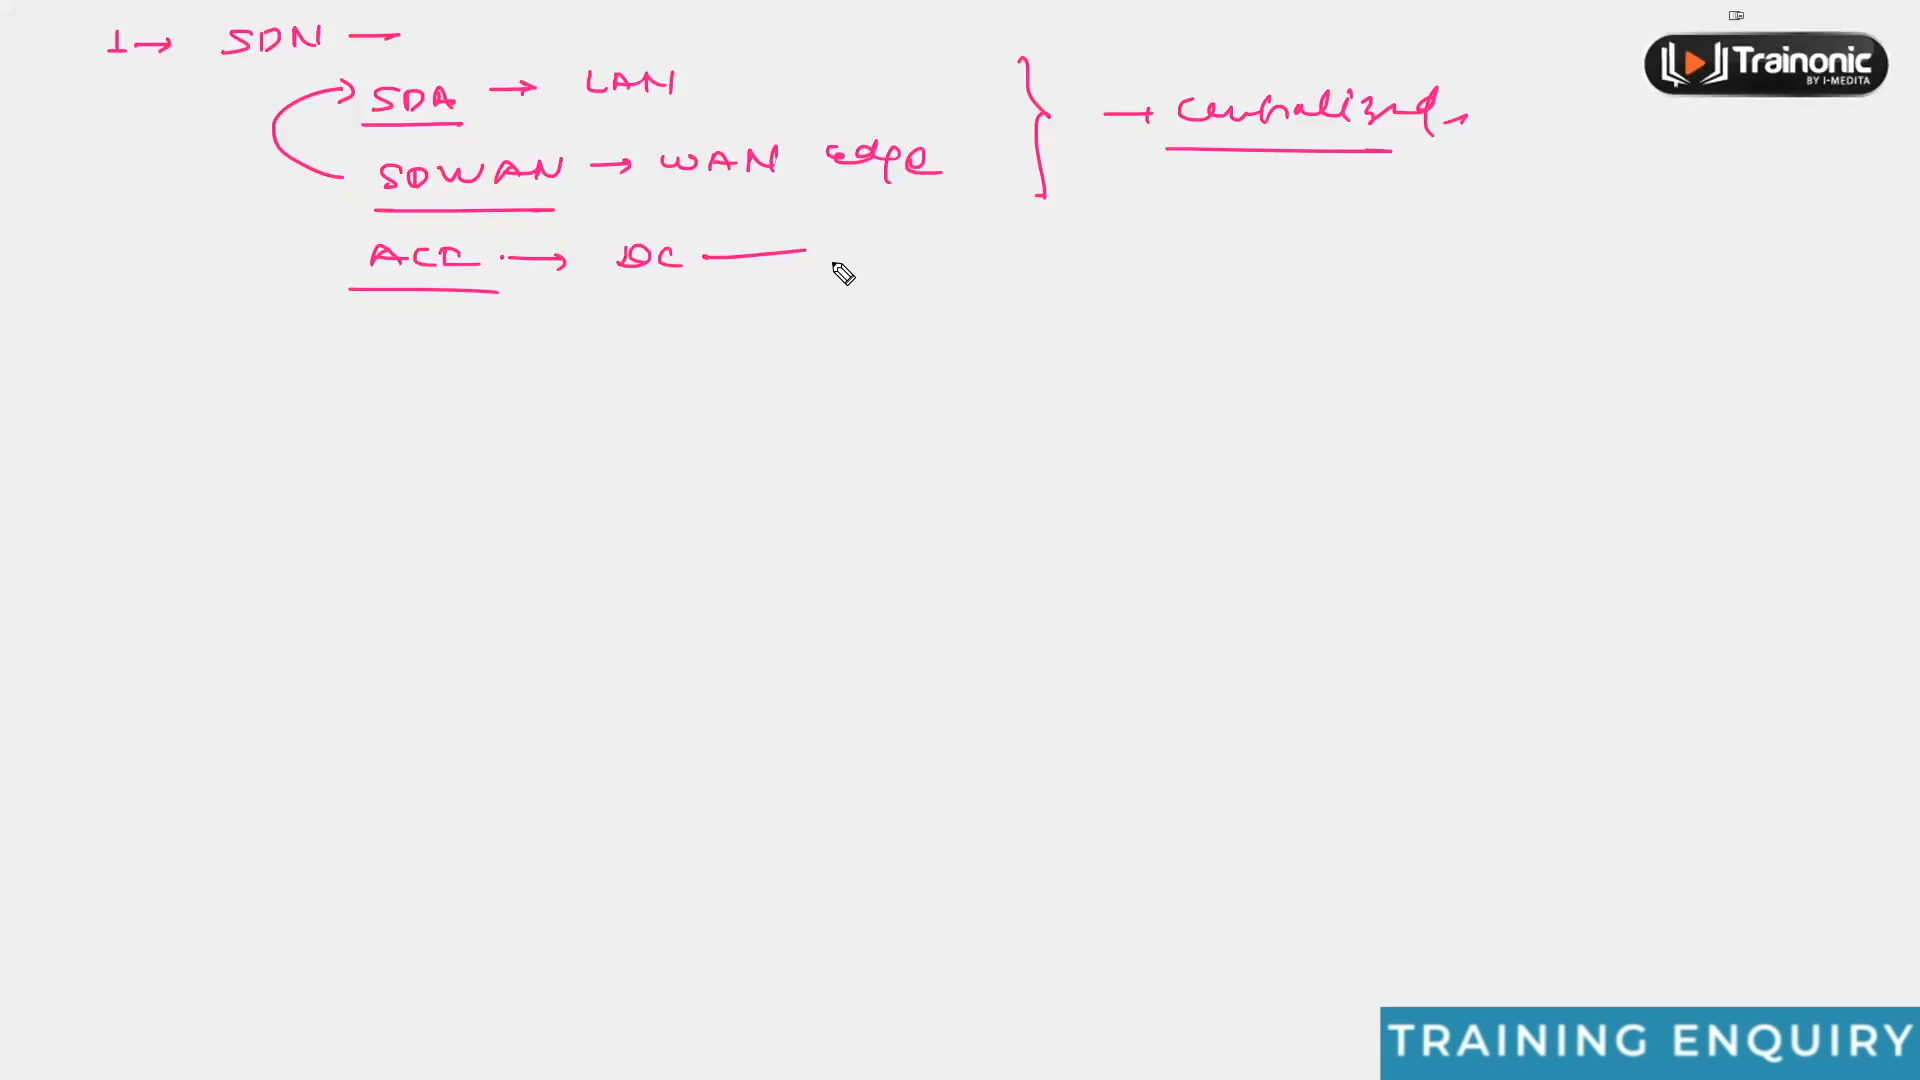 1 → SDN —
SDA → LAN
SDWAN → WAN edge
} → centralized
ACI → DC —
Trainonic
BY I-MEDITA
TRAINING ENQUIRY